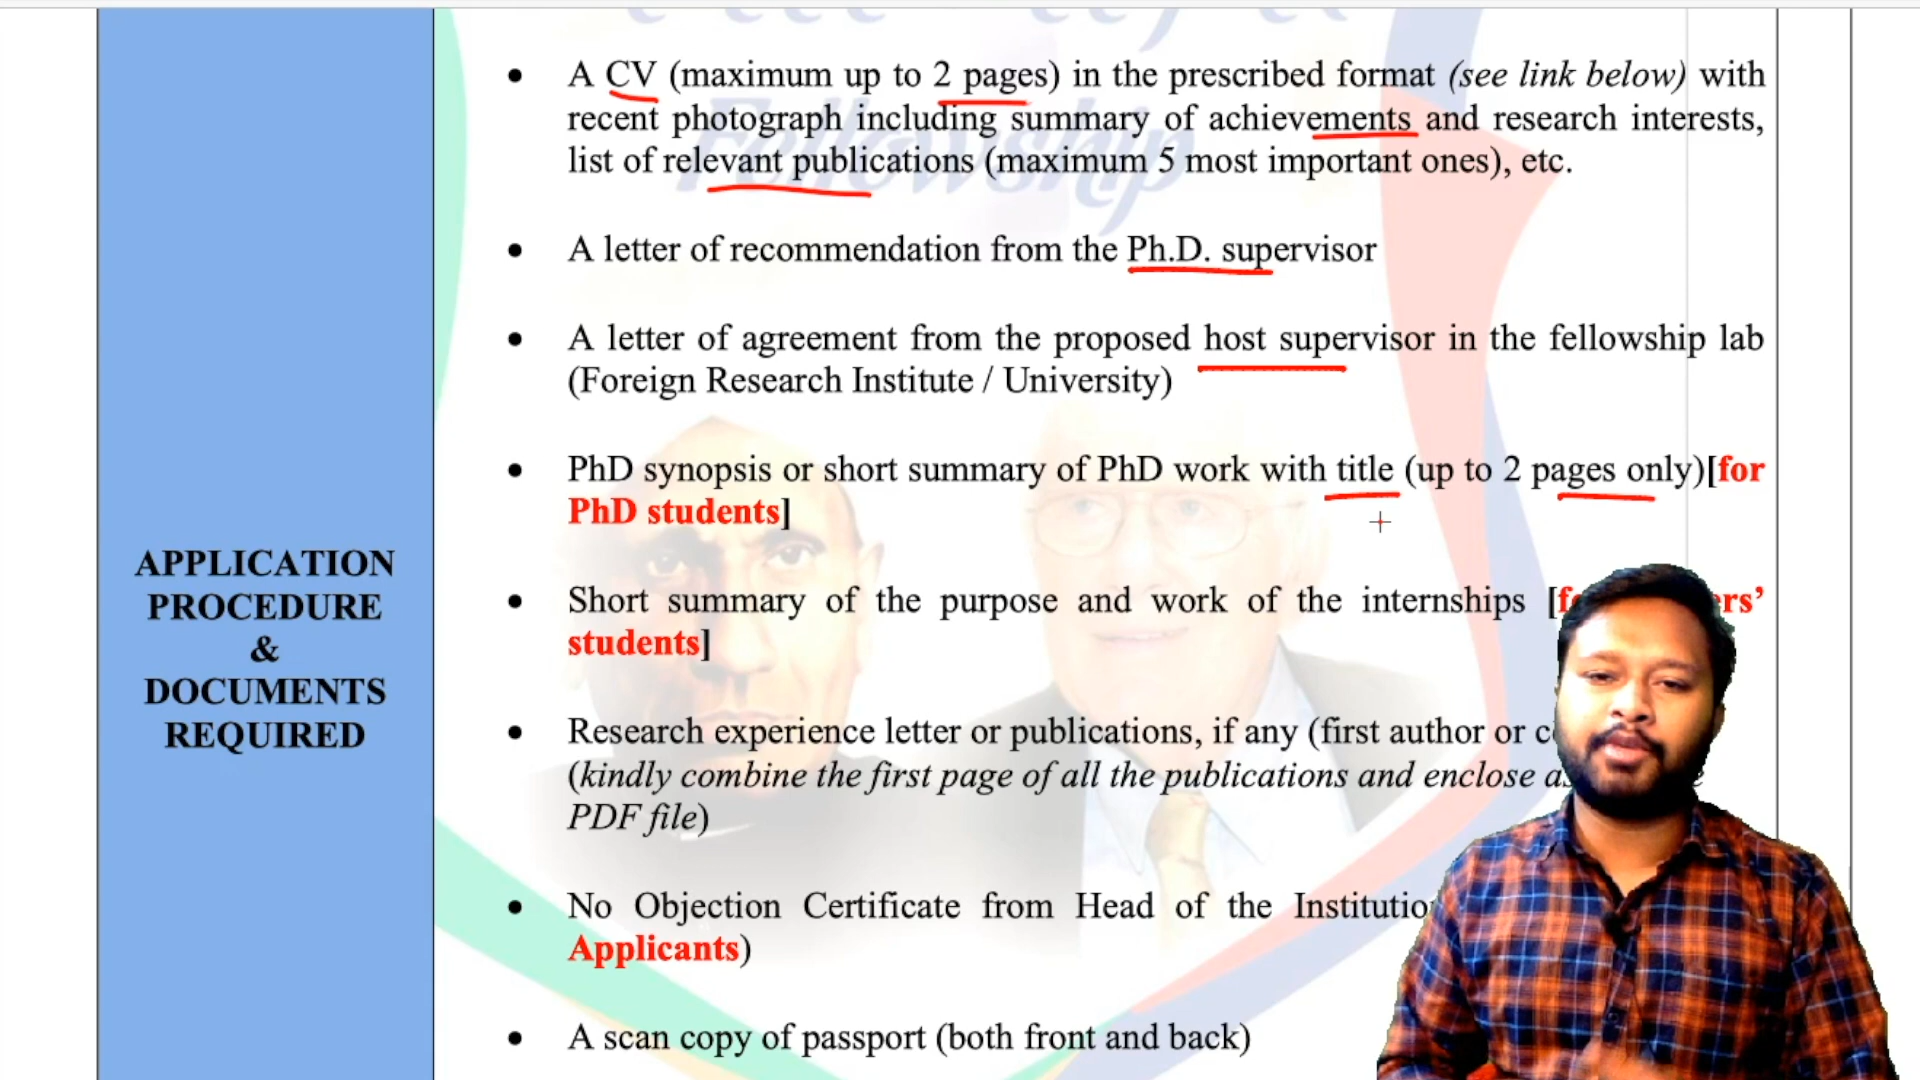 Fellowship
• A CV (maximum up to 2 pages) in the prescribed format (see link below) with
recent photograph including summary of achievements and research interests,
list of relevant publications (maximum 5 most important ones), etc.
• A letter of recommendation from the Ph.D. supervisor
• A letter of agreement from the proposed host supervisor in the fellowship lab
(Foreign Research Institute / University)
• PhD synopsis or short summary of PhD work with title (up to 2 pages only)[for
PhD students]
• Short summary of the purpose and work of the internships
students]
• Research experience letter or publications, if any (first author or
(kindly combine the first page of all the publications and enclose
PDF file)
• No Objection Certificate from Head of the
Applicants)
• A scan copy of passport (both front and back)
APPLICATION
PROCEDURE
&
DOCUMENTS
REQUIRED